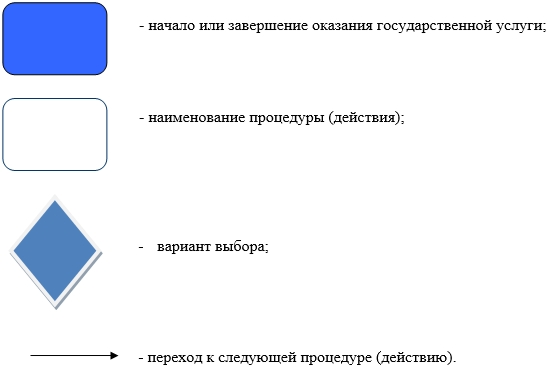 - начало или завершение оказания государственной услуги;
- наименование процедуры (действия);
- вариант выбора;
- переход к следующей процедуре (действию).